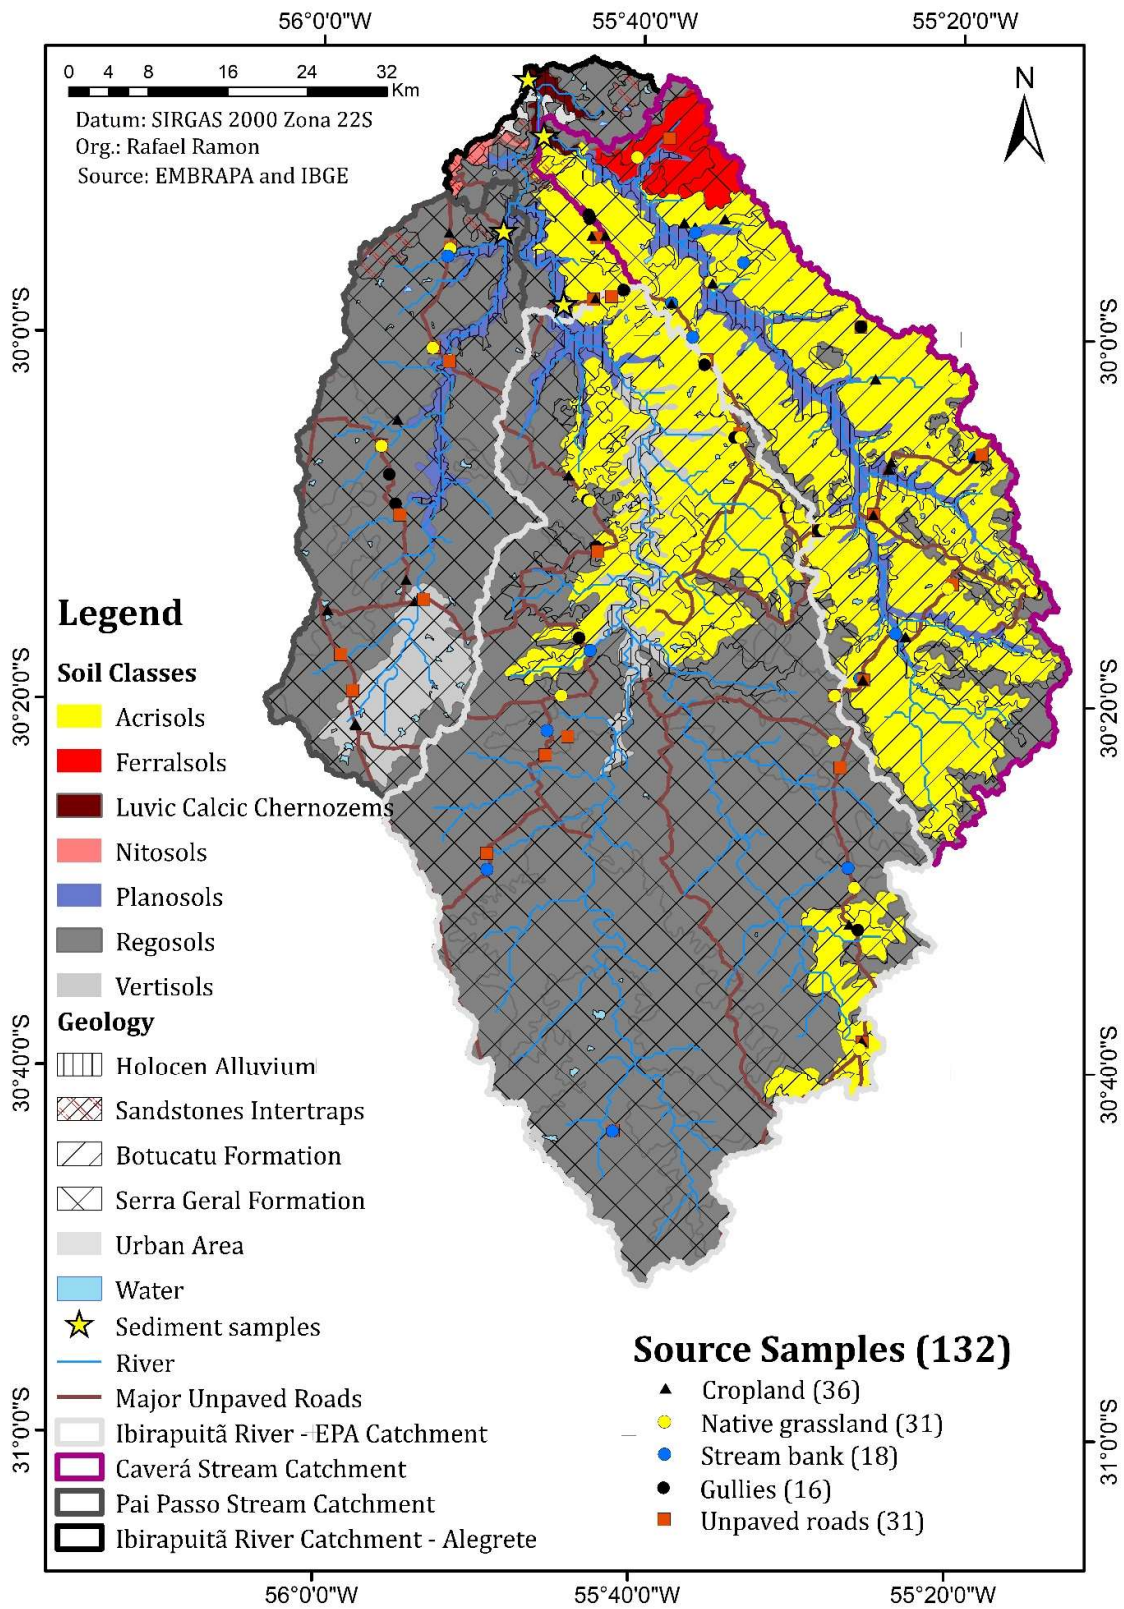 56°0'0"W 55°40'0"W 55°20'0"W
0 4 8 16 24 32
Km
N
Datum: SIRGAS 2000 Zona 22S
Org.: Rafael Ramon
Source: EMBRAPA and IBGE
30°0'0"S 30°0'0"S
30°20'0"S 30°20'0"S
30°40'0"S 30°40'0"S
31°0'0"S 31°0'0"S
Legend
Soil Classes
Acrisols
Ferralsols
Luvic Calcic Chernozems
Nitosols
Planosols
Regosols
Vertisols
Geology
Holocen Alluvium
Sandstones Intertraps
Botucatu Formation
Serra Geral Formation
Urban Area
Water
Sediment samples
River
Major Unpaved Roads
Ibirapuitã River - EPA Catchment
Caverá Stream Catchment
Pai Passo Stream Catchment
Ibirapuitã River Catchment - Alegrete
Source Samples (132)
Cropland (36)
Native grassland (31)
Stream bank (18)
Gullies (16)
Unpaved roads (31)
56°0'0"W 55°40'0"W 55°20'0"W